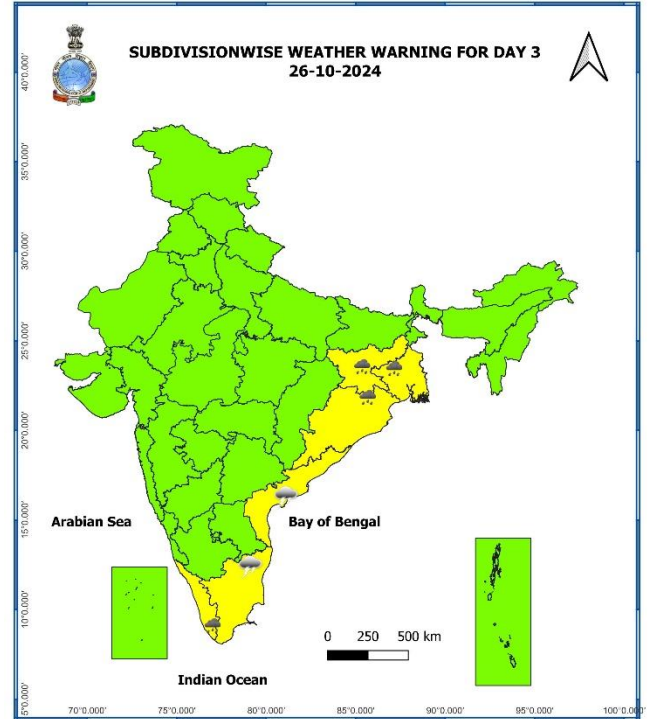 SUBDIVISIONWISE WEATHER WARNING FOR DAY 3
26-10-2024
40°0.000'
35°0.000'
30°0.000'
25°0.000'
20°0.000'
15°0.000'
10°0.000'
5°0.000'
Arabian Sea
Bay of Bengal
0 250 500 km
Indian Ocean
70°0.000' 75°0.000' 80°0.000' 85°0.000' 90°0.000' 95°0.000' 100°0.000'